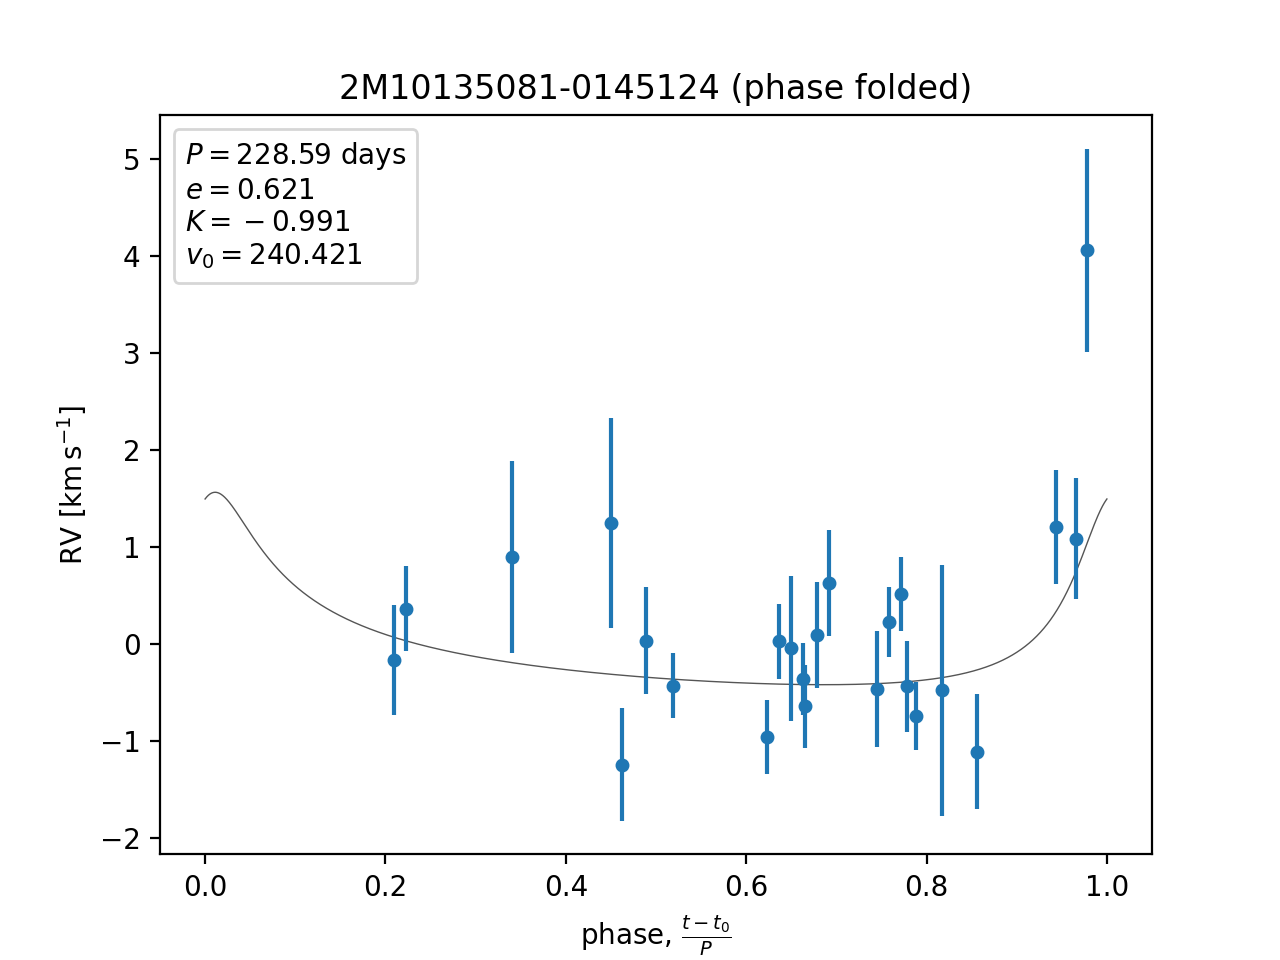 2M10135081-0145124 (phase folded)
P = 228.59 days
e = 0.621
K = − 0.991
v₀ = 240.421
RV [km s⁻¹]
5
4
3
2
1
0
−1
−2
0.0 0.2 0.4 0.6 0.8 1.0
phase, (t − t₀)/P